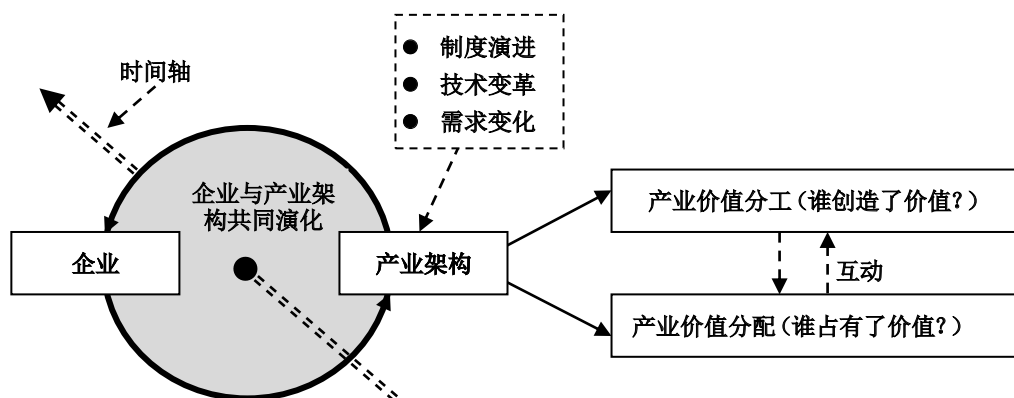 制度演进
技术变革
需求变化
时间轴
企业与产业架
构共同演化
企业
产业架构
产业价值分工(谁创造了价值?)
互动
产业价值分配(谁占有了价值?)